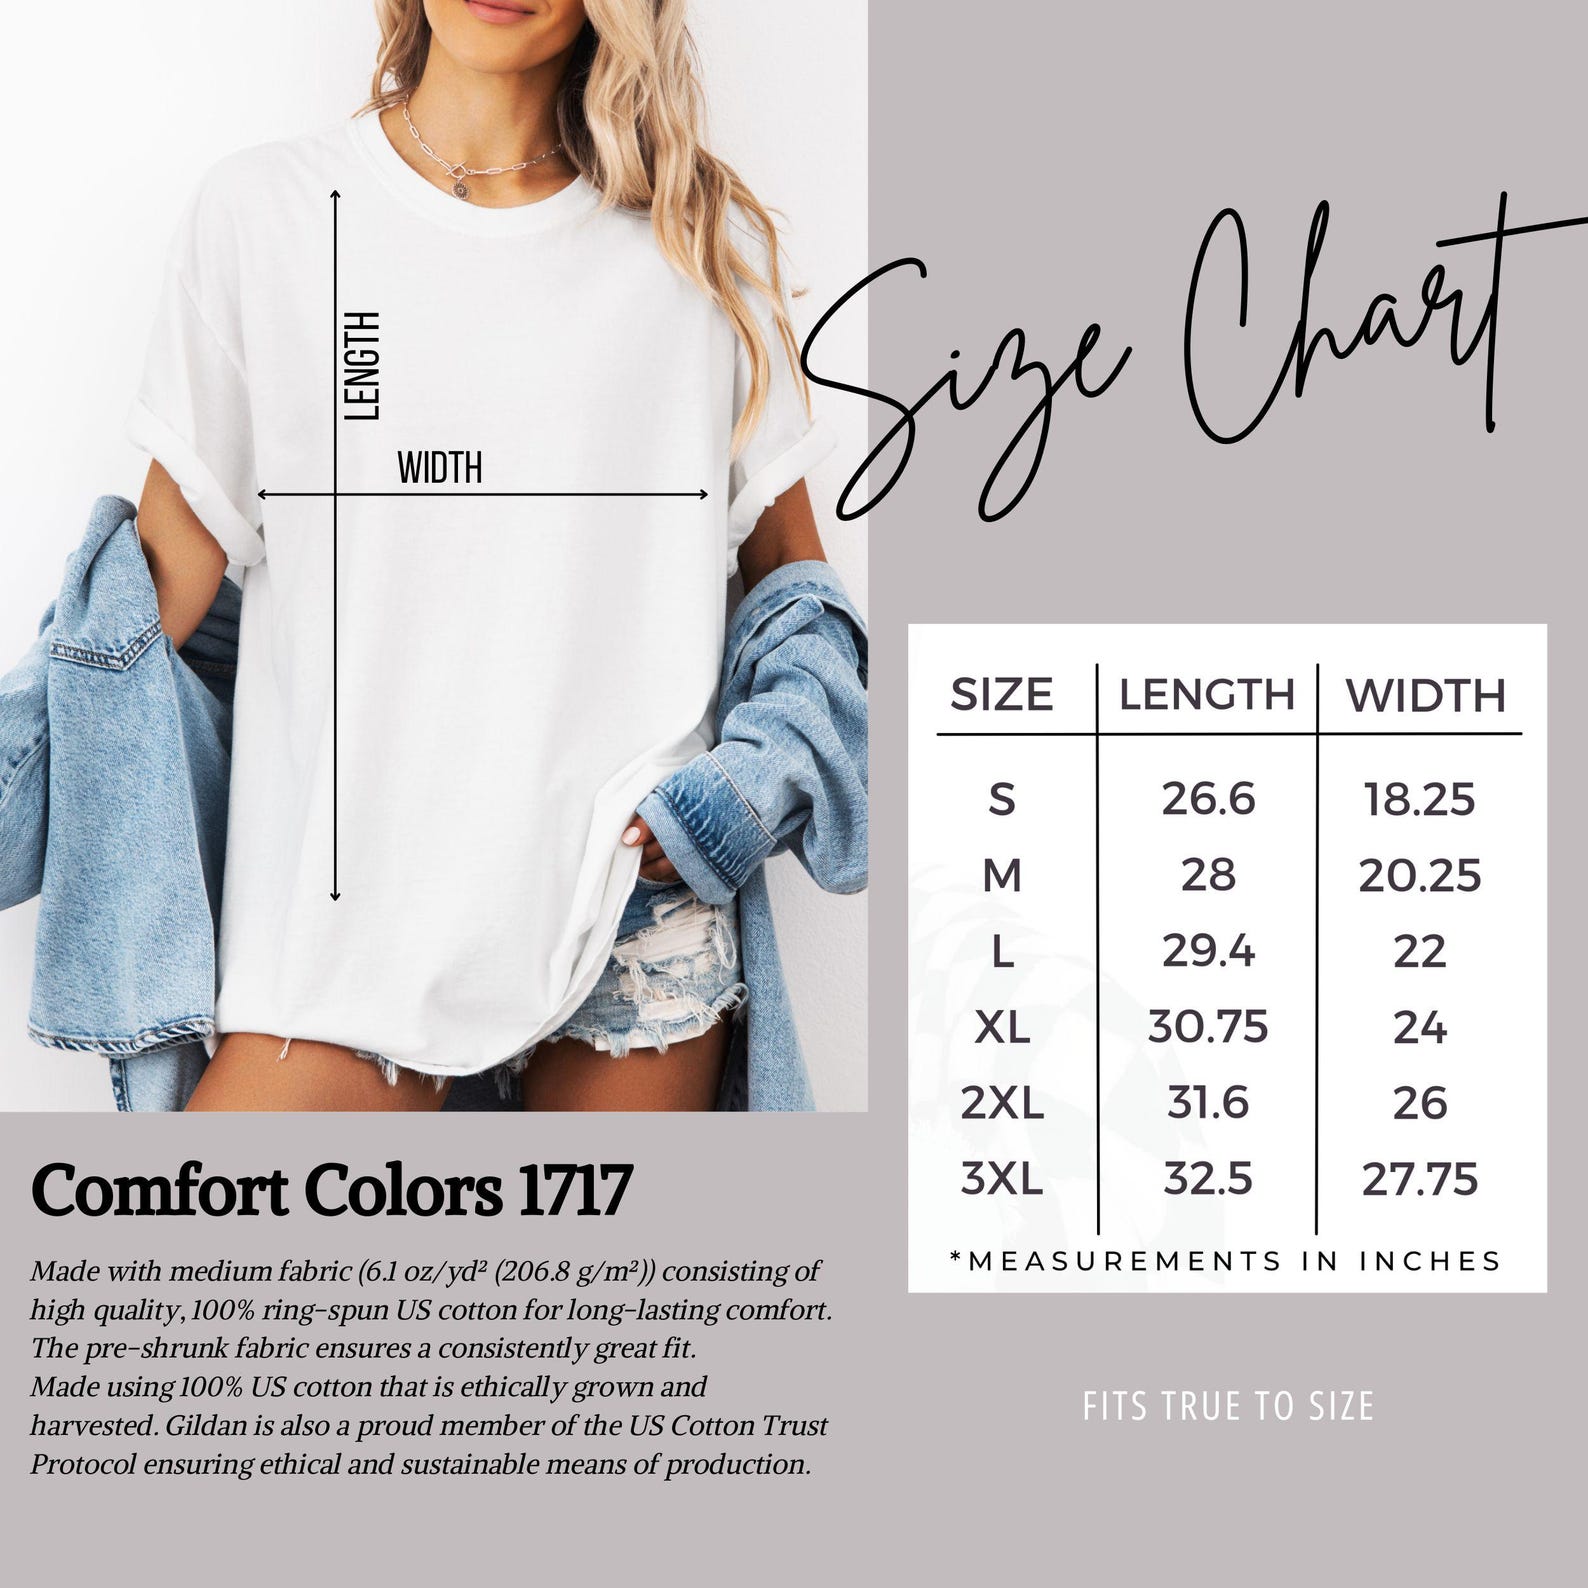 Size Chart
LENGTH
WIDTH
SIZE LENGTH WIDTH
S 26.6 18.25
M 28 20.25
L 29.4 22
XL 30.75 24
2XL 31.6 26
3XL 32.5 27.75
*MEASUREMENTS IN INCHES
FITS TRUE TO SIZE
Comfort Colors 1717
Made with medium fabric (6.1 oz/yd² (206.8 g/m²)) consisting of
high quality, 100% ring-spun US cotton for long-lasting comfort.
The pre-shrunk fabric ensures a consistently great fit.
Made using 100% US cotton that is ethically grown and
harvested. Gildan is also a proud member of the US Cotton Trust
Protocol ensuring ethical and sustainable means of production.